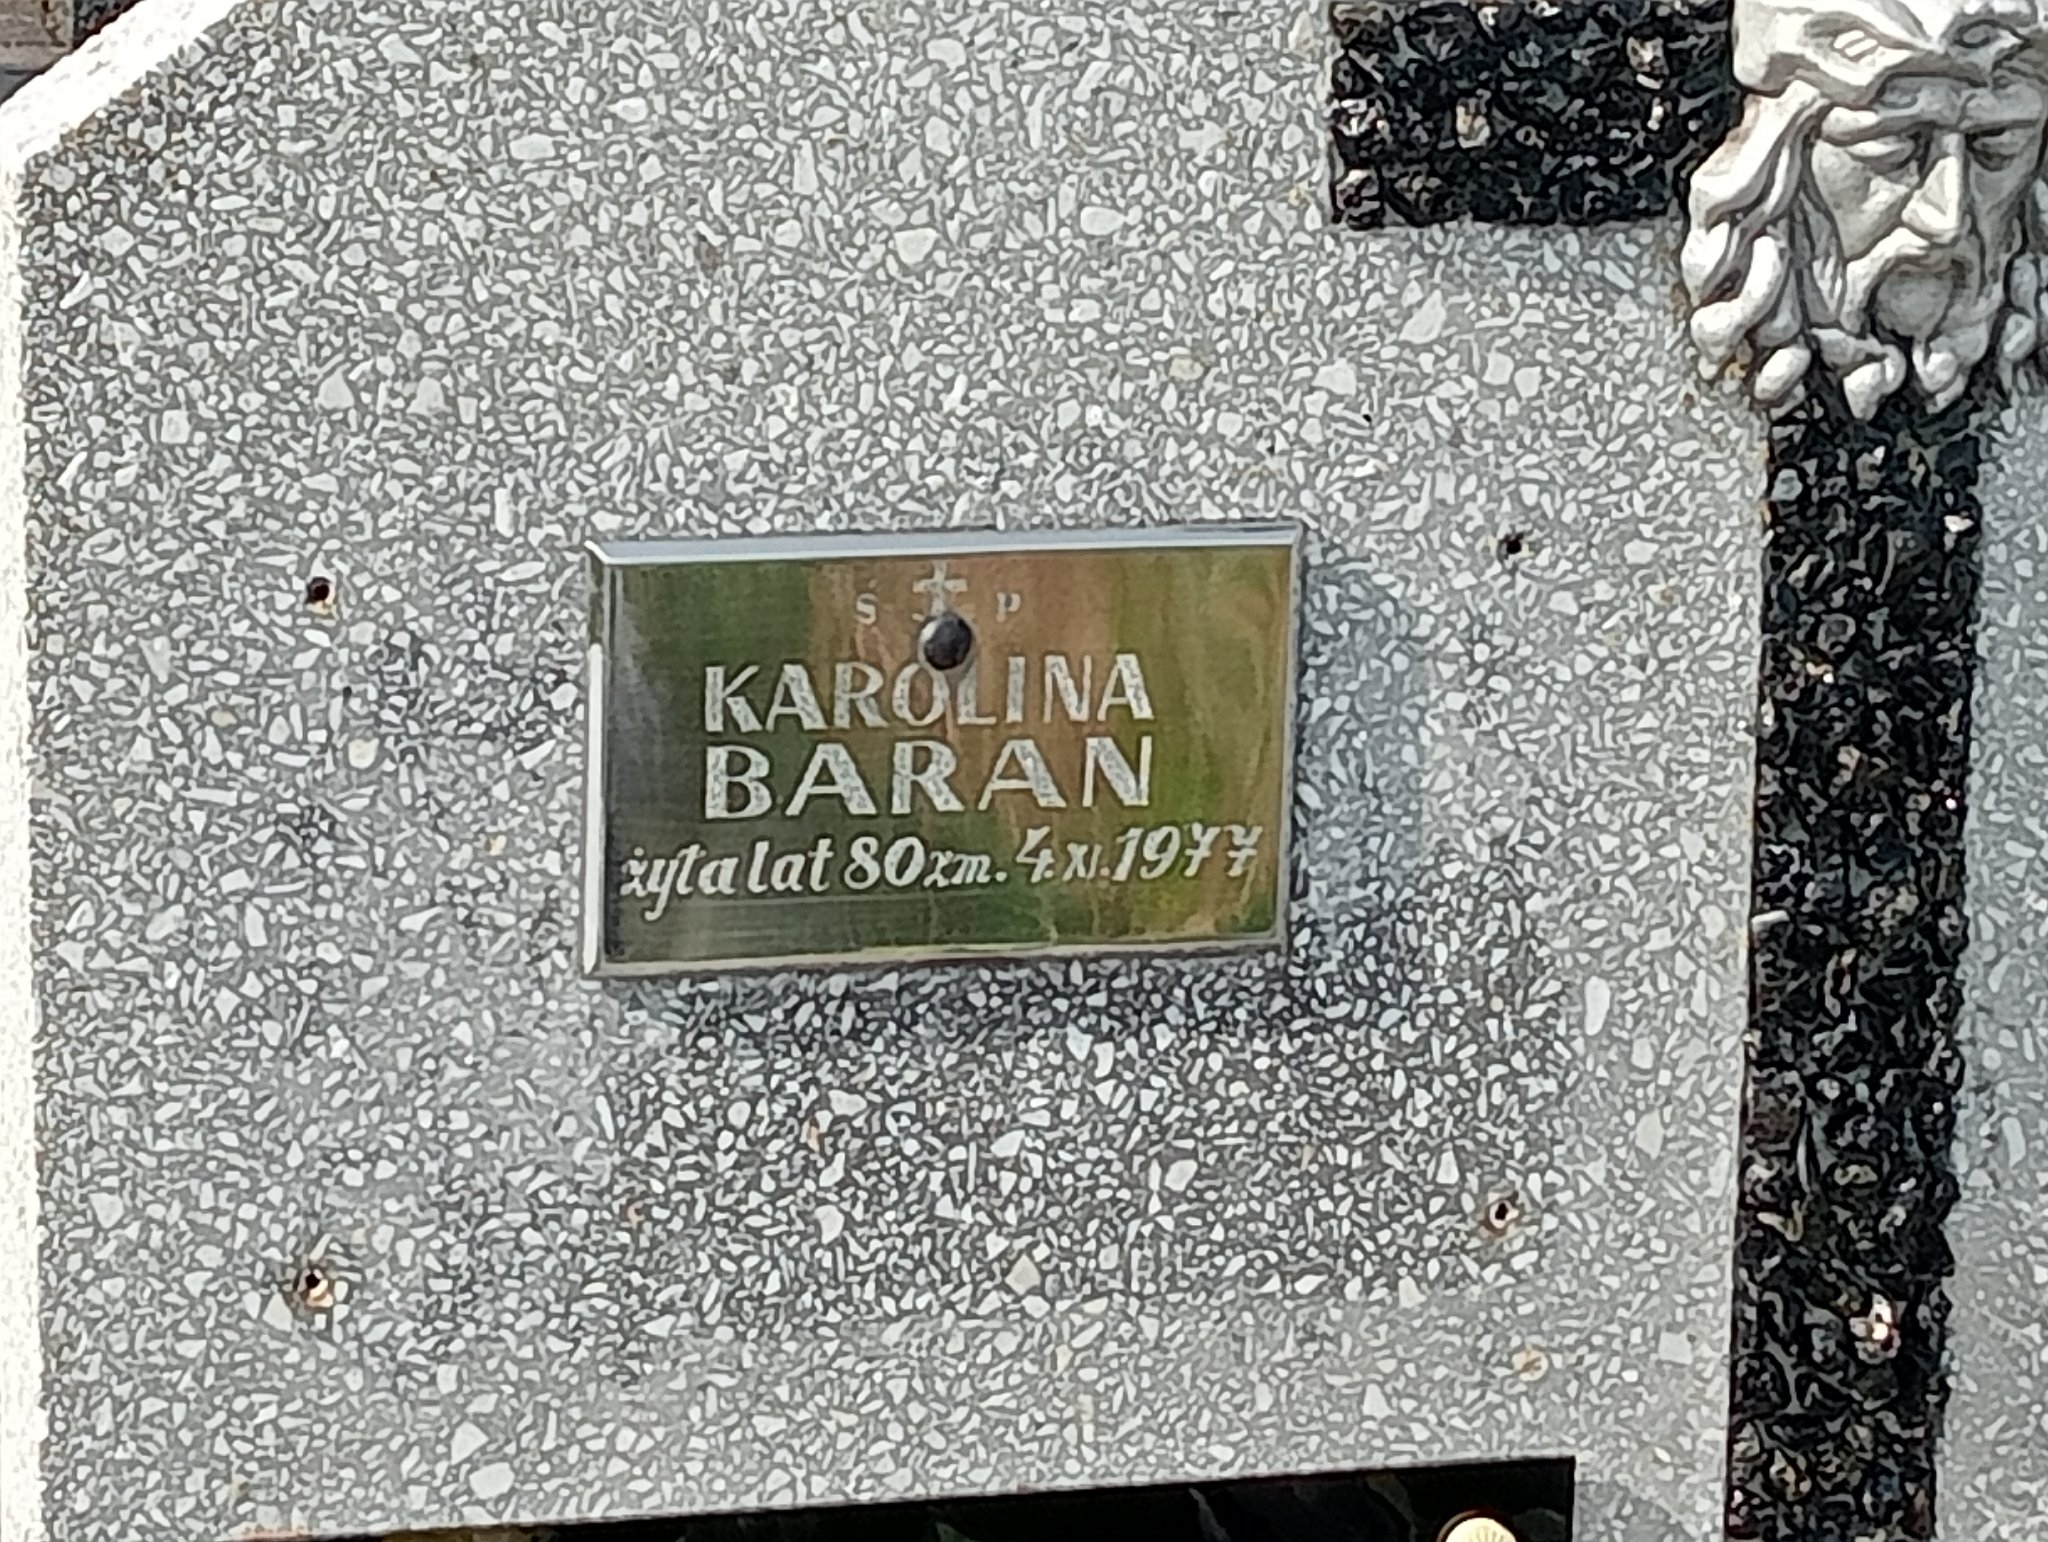 Ś P
KAROLINA
BARAN
żyła lat 80 zm. 4.XI.1977